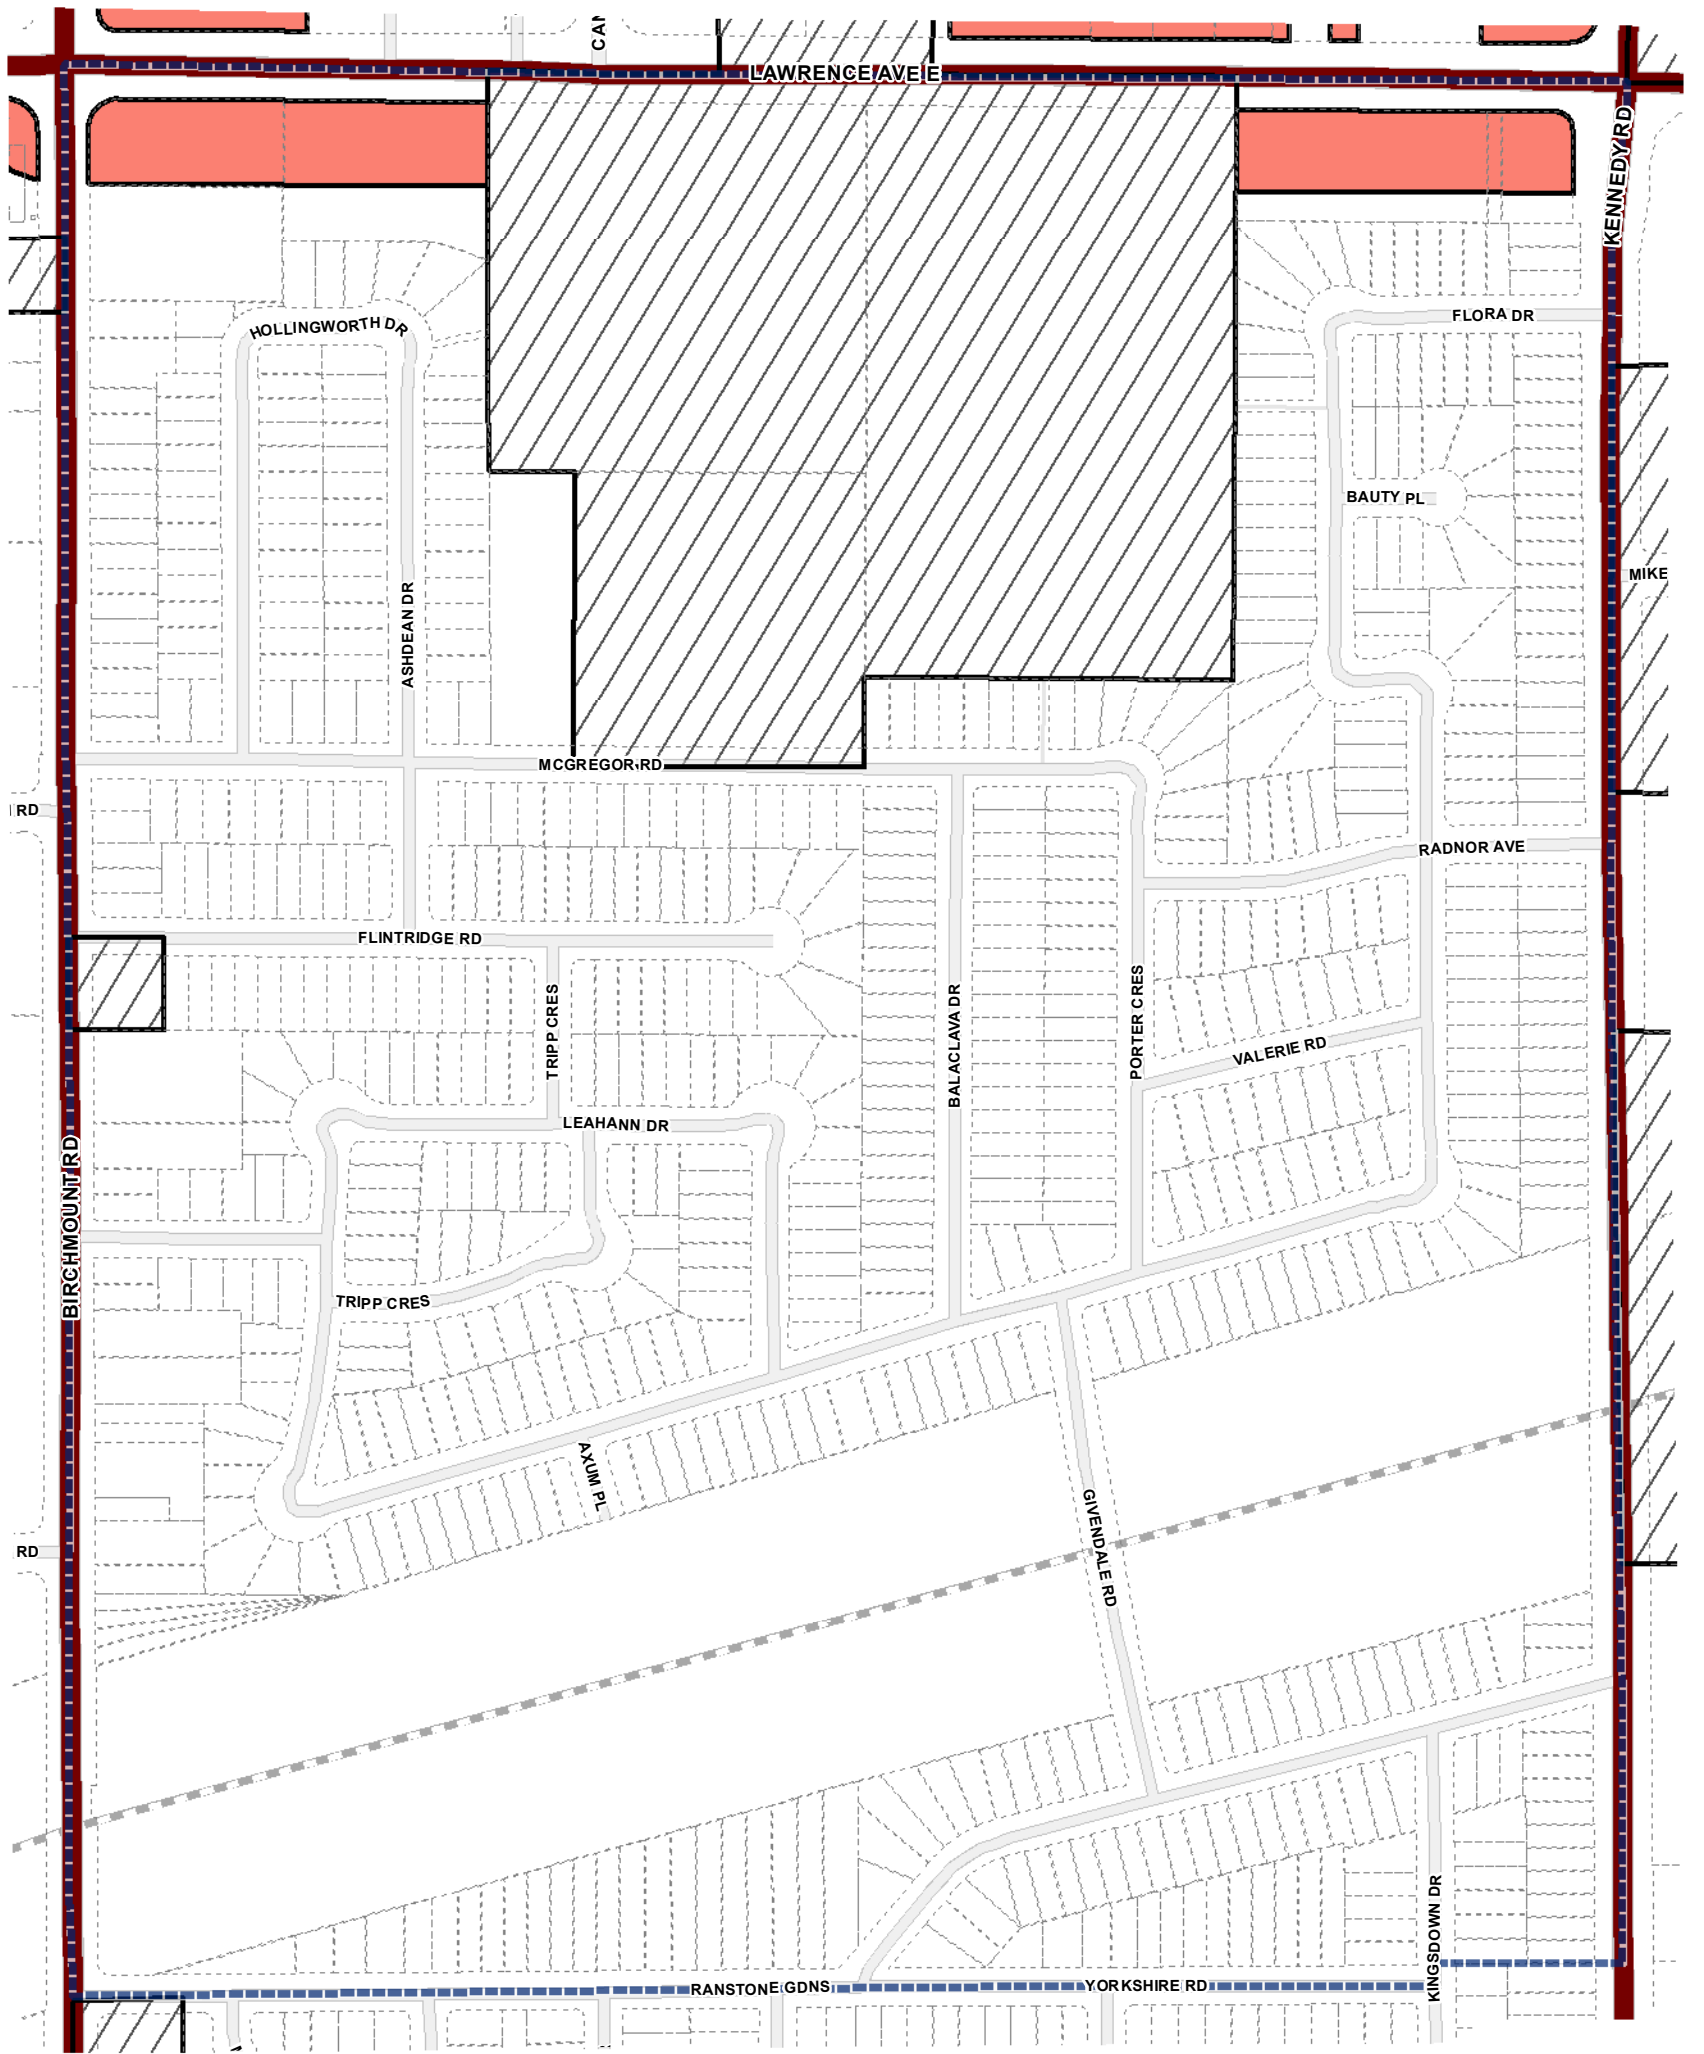 CAN
LAWRENCE AVE E
KENNEDY RD
HOLLINGWORTH DR
FLORA DR
BAUTY PL
MIKE
ASHDEAN DR
MCGREGOR RD
RD
RADNOR AVE
FLINTRIDGE RD
TRIPP CRES
BALACLAVA DR
PORTER CRES
VALERIE RD
LEAHANN DR
BIRCHMOUNT RD
TRIPP CRES
AXUM PL
GIVENDALE RD
RD
KINGSDOWN DR
RANSTONE GDNS
YORKSHIRE RD